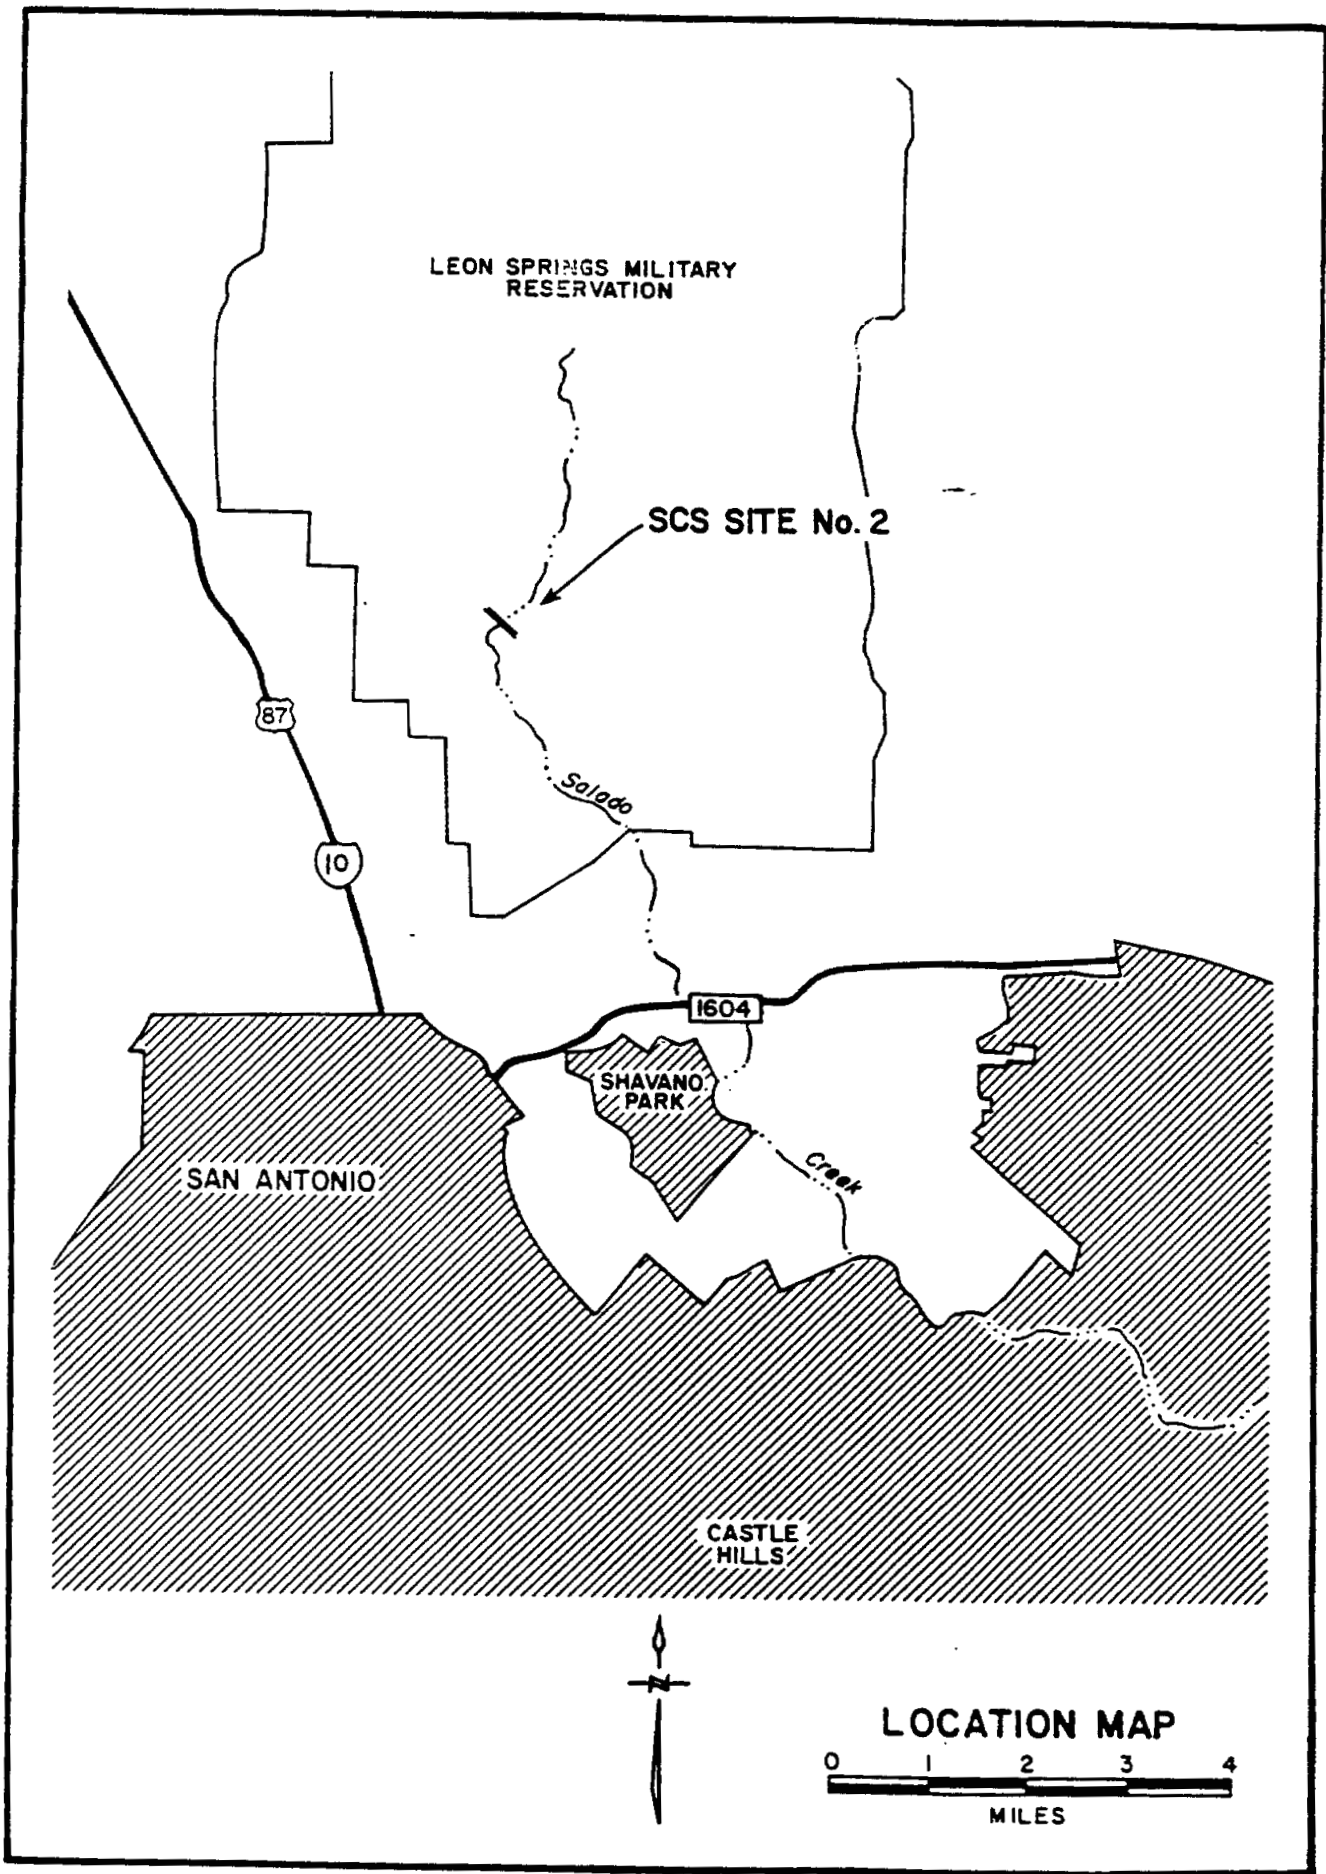 LEON SPRINGS MILITARY
RESERVATION
SCS SITE No. 2
87
Salado
10
1604
SHAVANO
PARK
SAN ANTONIO
Creek
CASTLE
HILLS
N
LOCATION MAP
0 1 2 3 4
MILES